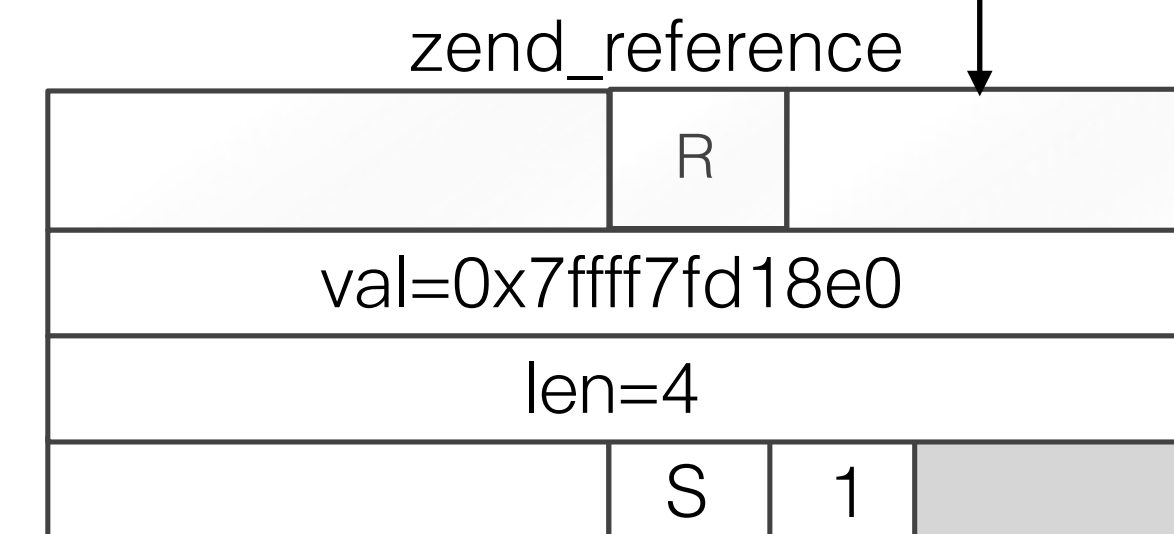 zend_reference
R
val=0x7ffff7fd18e0
len=4
S 1